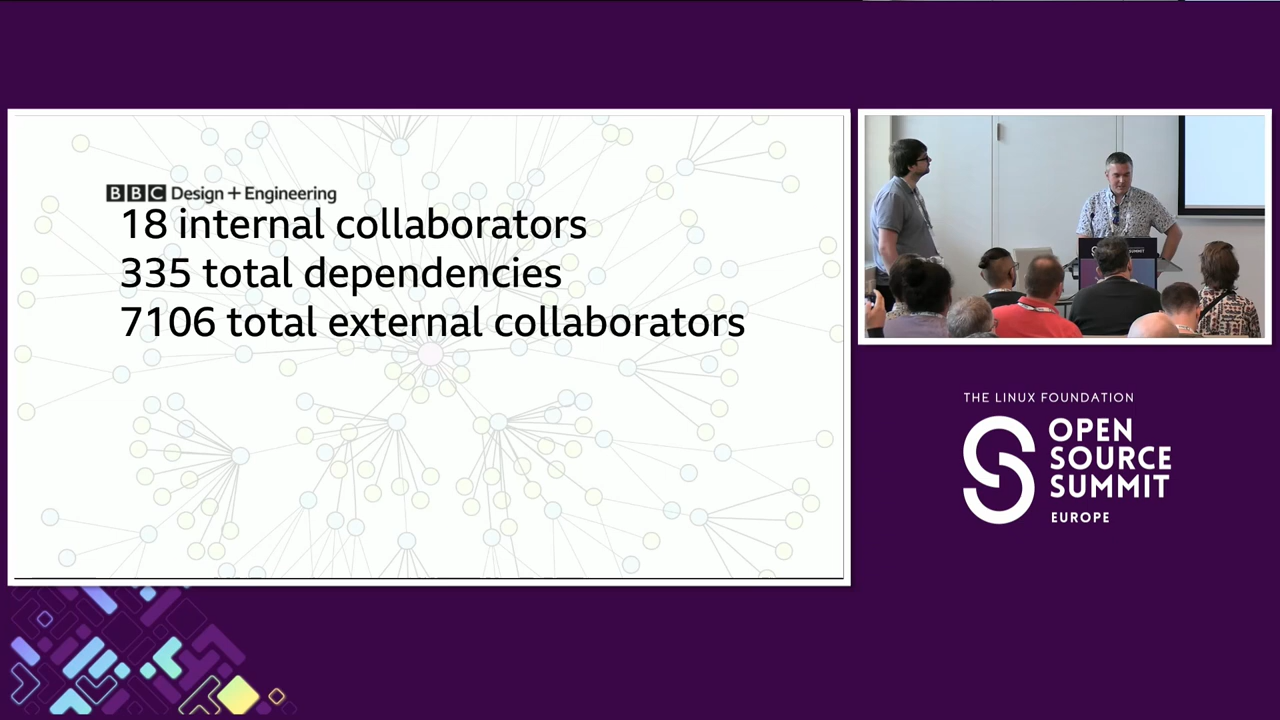 BBC Design + Engineering
18 internal collaborators
335 total dependencies
7106 total external collaborators
THE LINUX FOUNDATION
OPEN
SOURCE
SUMMIT
EUROPE